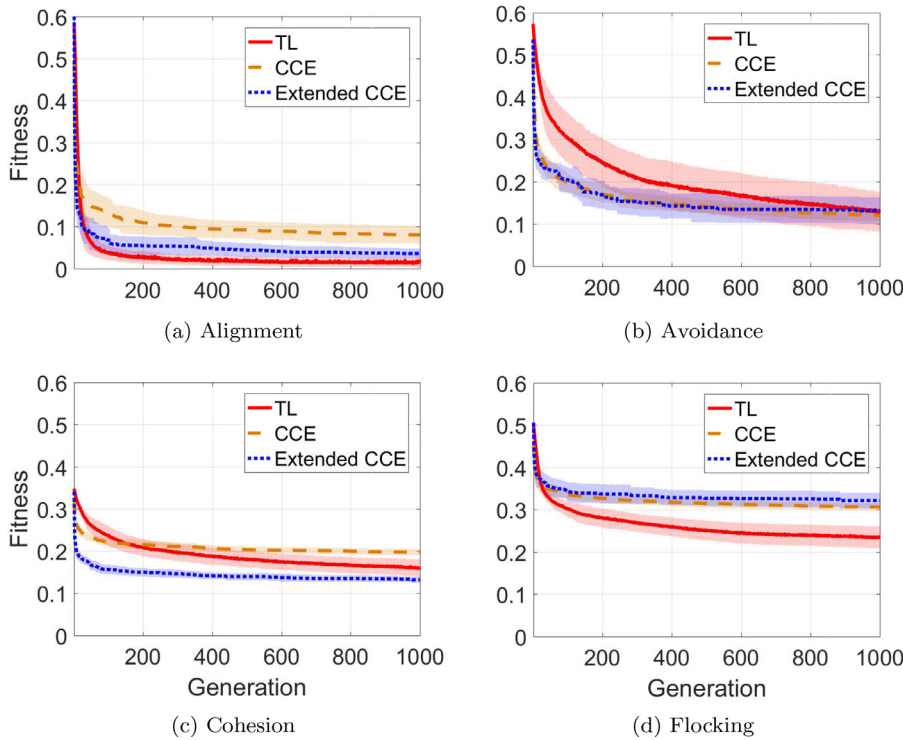 0.6
0.5
0.4
0.3
0.2
0.1
0
Fitness
TL
CCE
Extended CCE
200 400 600 800 1000
(a) Alignment
0.6
0.5
0.4
0.3
0.2
0.1
0
TL
CCE
Extended CCE
200 400 600 800 1000
(b) Avoidance
0.6
0.5
0.4
0.3
0.2
0.1
0
Fitness
TL
CCE
Extended CCE
200 400 600 800 1000
Generation
(c) Cohesion
0.6
0.5
0.4
0.3
0.2
0.1
0
TL
CCE
Extended CCE
200 400 600 800 1000
Generation
(d) Flocking